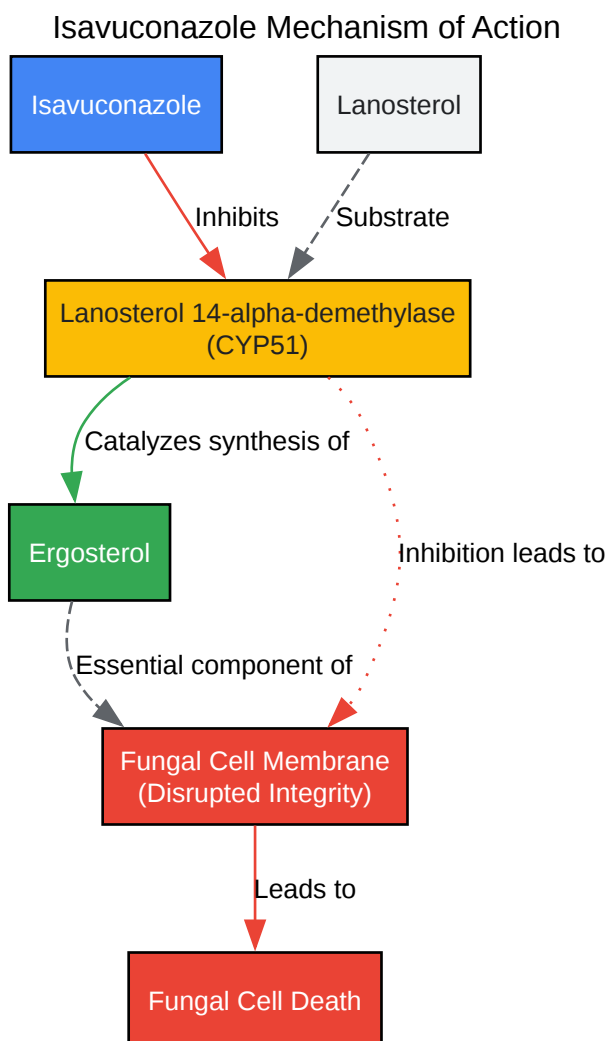 Isavuconazole Mechanism of Action
Isavuconazole
Lanosterol
Inhibits
Substrate
Lanosterol 14-alpha-demethylase
(CYP51)
Catalyzes synthesis of
Ergosterol
Inhibition leads to
Essential component of
Fungal Cell Membrane
(Disrupted Integrity)
Leads to
Fungal Cell Death